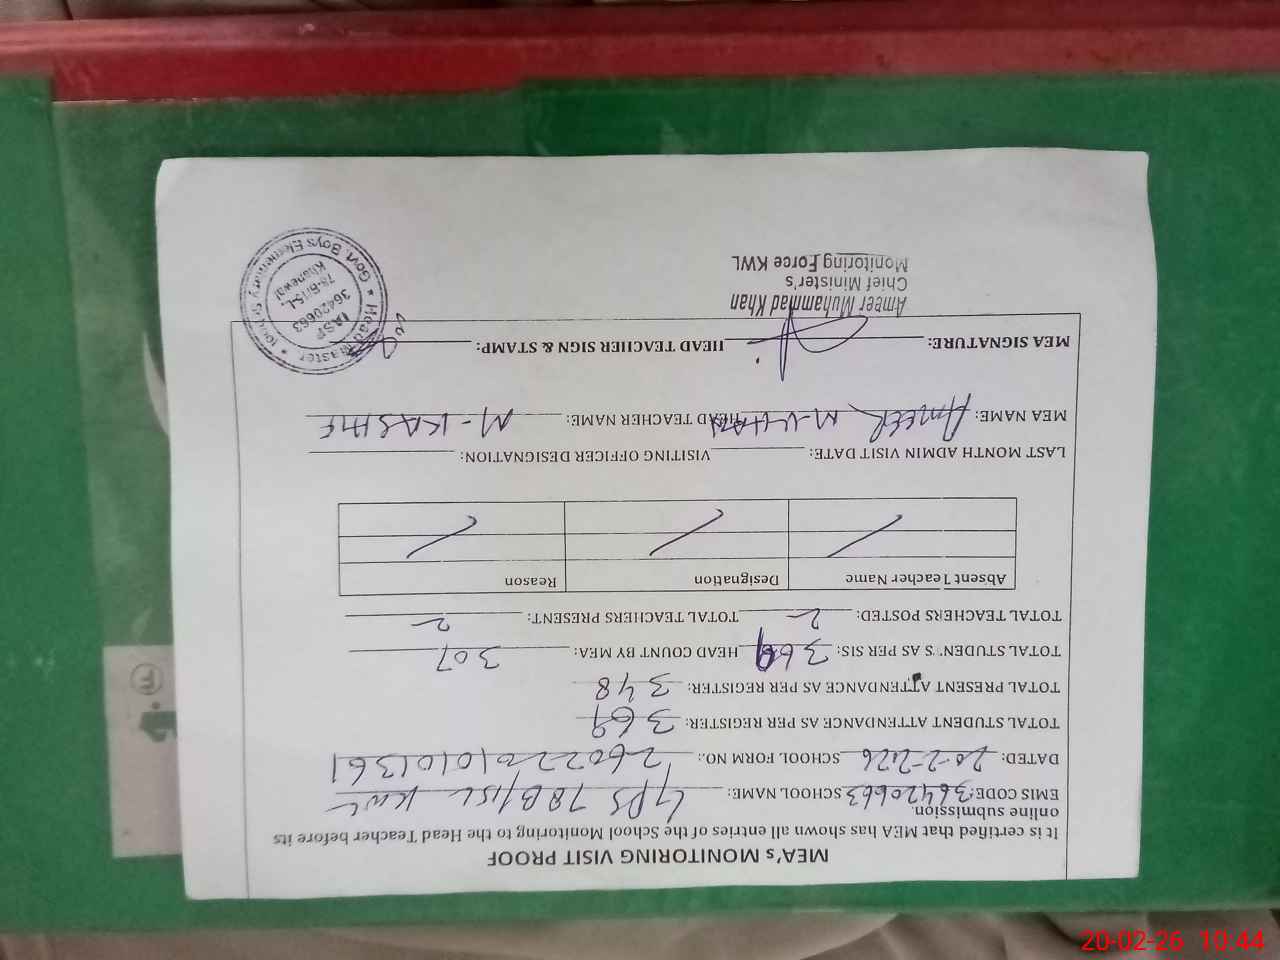 MEA's MONITORING VISIT PROOF
It is certified that MEA has shown all entries of the School Monitoring to the Head Teacher before its
online submission.
EMIS CODE: 36420663 SCHOOL NAME: GPS 78B/15L KWL
DATED: 20-2-2026 SCHOOL FORM NO.: 2602220101361
TOTAL STUDENT ATTENDANCE AS PER REGISTER: 369
TOTAL PRESENT ATTENDANCE AS PER REGISTER: 348
TOTAL STUDEN'S AS PER SIS: 369 HEAD COUNT BY MEA: 307
TOTAL TEACHERS POSTED: 2 TOTAL TEACHERS PRESENT: 2
Absent Teacher Name Designation Reason
LAST MONTH ADMIN VISIT DATE: VISITING OFFICER DESIGNATION:
MEA NAME: AMEER M. KHAN HEAD TEACHER NAME: M-KASHIF
MEA SIGNATURE: HEAD TEACHER SIGN & STAMP:
Ameer Muhammad Khan
Chief Minister's
Monitoring Force KWL
Head Master
Govt. Boys Elementary
36420663
78-B/15-L
Khanewal
20-02-26 10:44